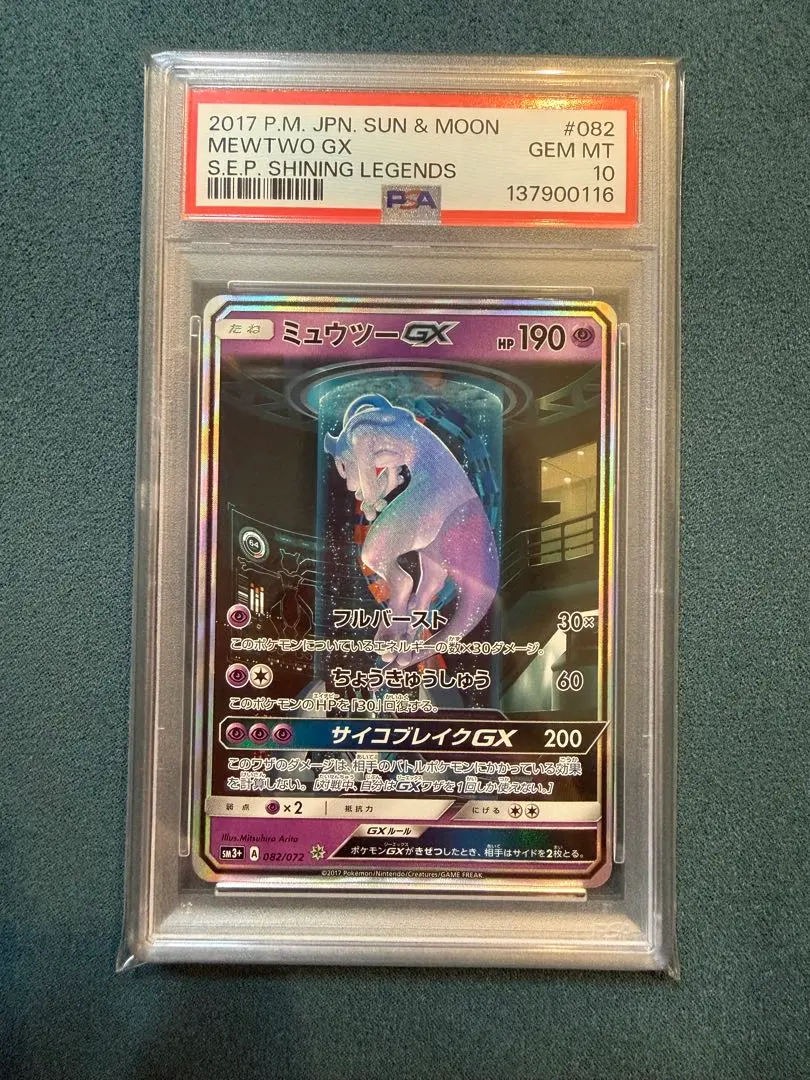 2017 P.M. JPN. SUN & MOON #082
MEWTWO GX GEM MT
S.E.P. SHINING LEGENDS 10
PSA 137900116
たね ミュウツーGX HP 190
64
フルバースト 30×
このポケモンについているエネルギーの数×30ダメージ。
ちょうきゅうしゅう 60
このポケモンのHPを「30」回復する。
サイコブレイクGX 200
このワザのダメージは、相手のバトルポケモンにかかっている効果
を計算しない。[対戦中、自分はGXワザを1回しか使えない。]
弱点 ×2 抵抗力 にげる
Illus.Mitsuhiro Arita
GXルール
SM3+ A 082/072
ポケモンGXがきぜつしたとき、相手はサイドを2枚とる。
©2017 Pokémon/Nintendo/Creatures/GAME FREAK.